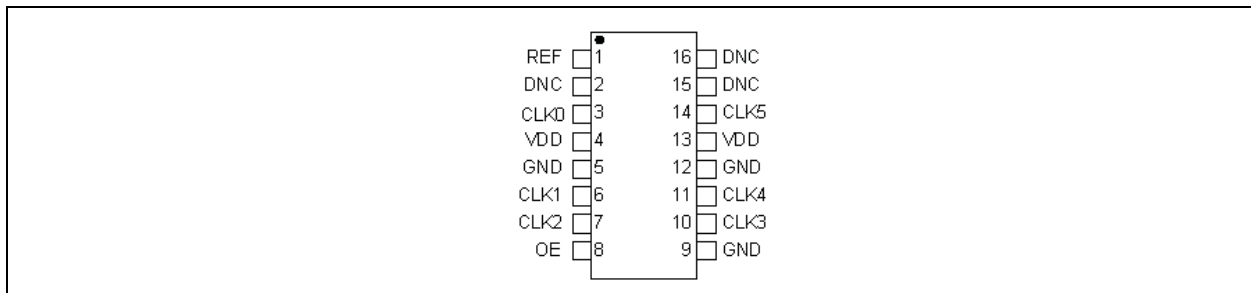 REF 1 16 DNC
DNC 2 15 DNC
CLK0 3 14 CLK5
VDD 4 13 VDD
GND 5 12 GND
CLK1 6 11 CLK4
CLK2 7 10 CLK3
OE 8 9 GND